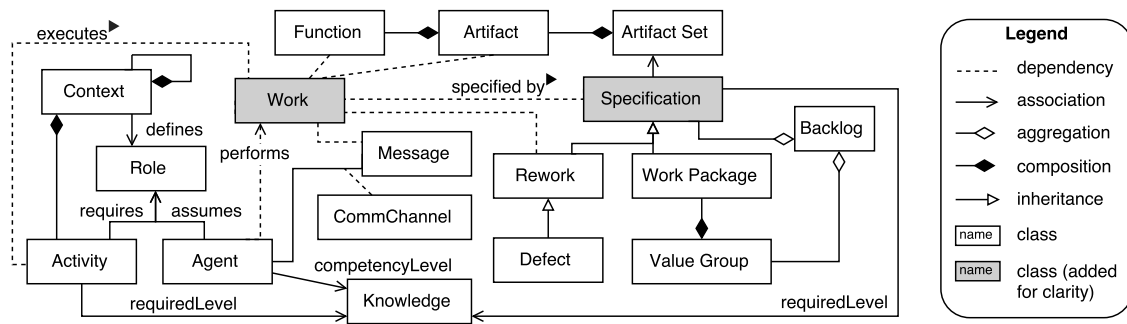 executes
Function
Artifact
Artifact Set
Context
Work
specified by
Specification
Backlog
defines
performs
Message
Role
Rework
Work Package
requires
assumes
CommChannel
Activity
Agent
Defect
Value Group
competencyLevel
Knowledge
requiredLevel
requiredLevel
Legend
dependency
association
aggregation
composition
inheritance
name
class
name
class (added
for clarity)